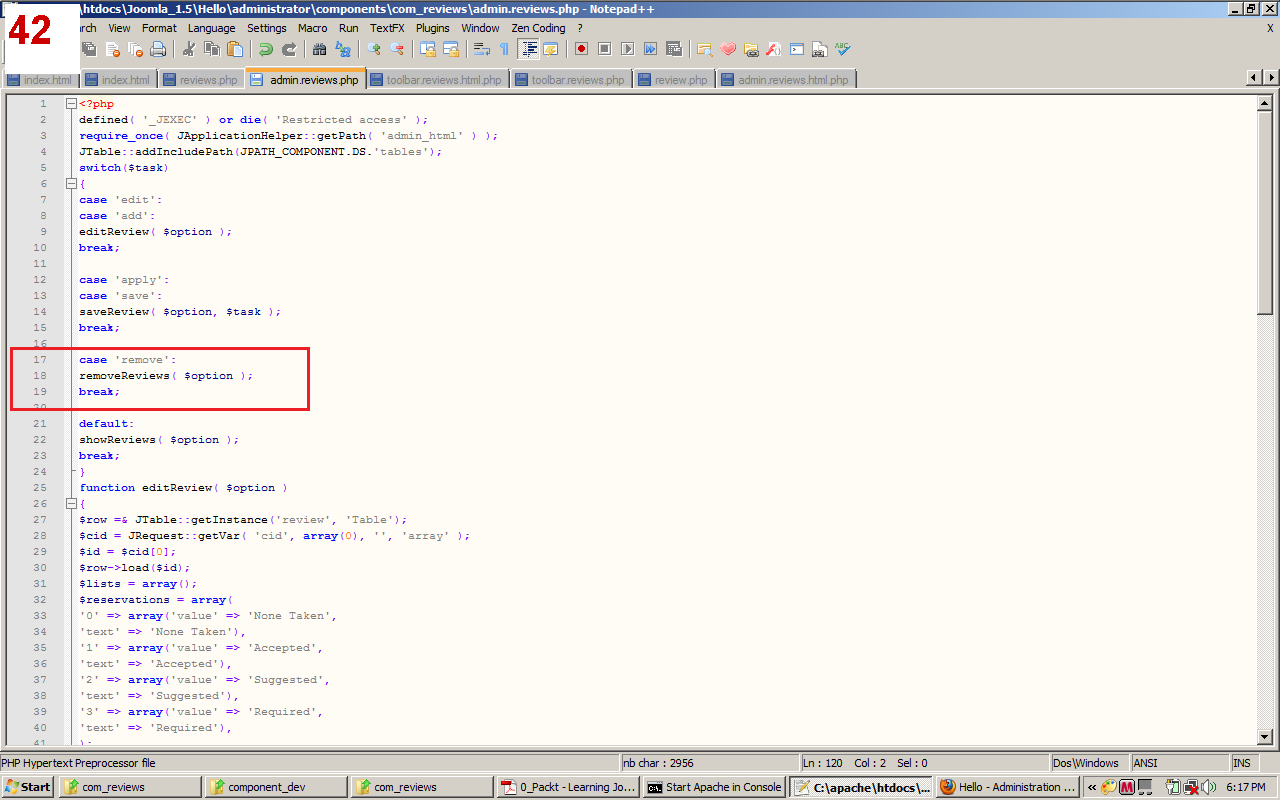 \htdocs\Joomla_1.5\Hello\administrator\components\com_reviews\admin.reviews.php - Notepad++
42
View Format Language Settings Macro Run TextFX Plugins Window Zen Coding ? X
index.html index.html reviews.php admin.reviews.php toolbar.reviews.html.php toolbar.reviews.php review.php admin.reviews.html.php
1 <?php
2 defined( '_JEXEC' ) or die( 'Restricted access' );
3 require_once( JApplicationHelper::getPath( 'admin_html' ) );
4 JTable::addIncludePath(JPATH_COMPONENT.DS.'tables');
5 switch($task)
6 {
7 case 'edit':
8 case 'add':
9 editReview( $option );
10 break;
11
12 case 'apply':
13 case 'save':
14 saveReview( $option, $task );
15 break;
16
17 case 'remove':
18 removeReviews( $option );
19 break;
20
21 default:
22 showReviews( $option );
23 break;
24 }
25 function editReview( $option )
26 {
27 $row =& JTable::getInstance('review', 'Table');
28 $cid = JRequest::getVar( 'cid', array(0), '', 'array' );
29 $id = $cid[0];
30 $row->load($id);
31 $lists = array();
32 $reservations = array(
33 '0' => array('value' => 'None Taken',
34 'text' => 'None Taken'),
35 '1' => array('value' => 'Accepted',
36 'text' => 'Accepted'),
37 '2' => array('value' => 'Suggested',
38 'text' => 'Suggested'),
39 '3' => array('value' => 'Required',
40 'text' => 'Required'),
41 );
PHP Hypertext Preprocessor file nb char : 2956 Ln : 120 Col : 2 Sel : 0 Dos\Windows ANSI INS
Start com_reviews component_dev com_reviews 0_Packt - Learning Jo... Start Apache in Console C:\apache\htdocs\... Hello - Administration ... « 6:17 PM